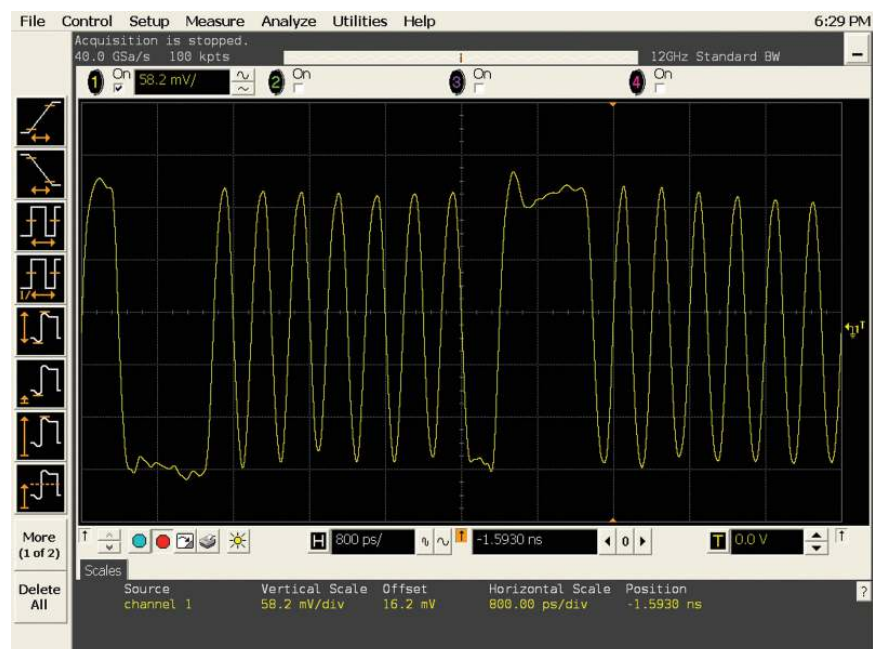 File Control Setup Measure Analyze Utilities Help 6:29 PM
Acquisition is stopped.
40.0 GSa/s 100 kpts 12GHz Standard BW
1 On 58.2 mV/ 2 On 3 On 4 On
1/
More
(1 of 2)
Delete
All
H 800 ps/ -1.5930 ns 0 T 0.0 V
Scales
Source Vertical Scale Offset Horizontal Scale Position
channel 1 58.2 mV/div 16.2 mV 800.00 ps/div -1.5930 ns
?